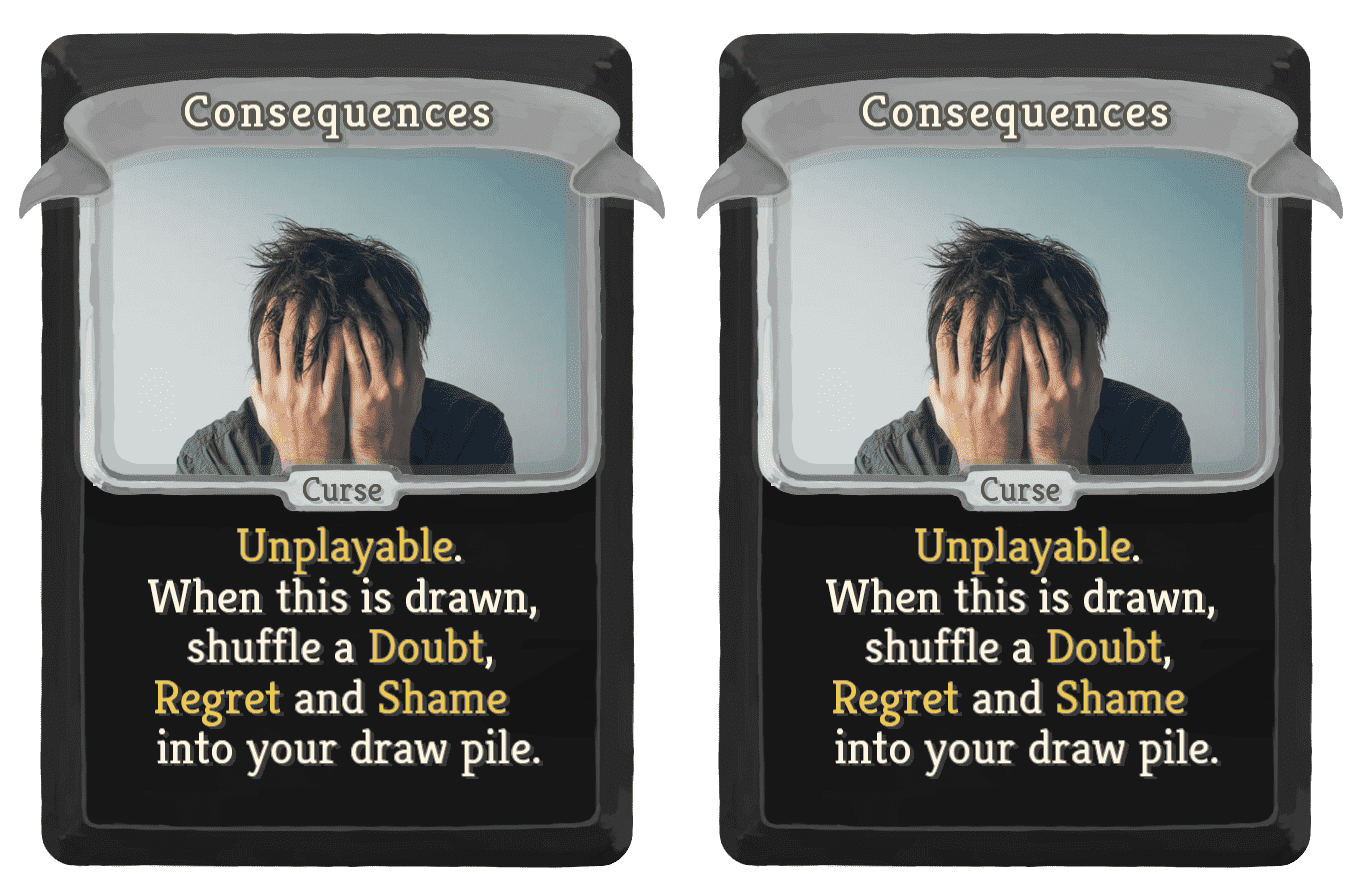 Consequences
Curse
Unplayable.
When this is drawn,
shuffle a Doubt,
Regret and Shame
into your draw pile.
Consequences
Curse
Unplayable.
When this is drawn,
shuffle a Doubt,
Regret and Shame
into your draw pile.